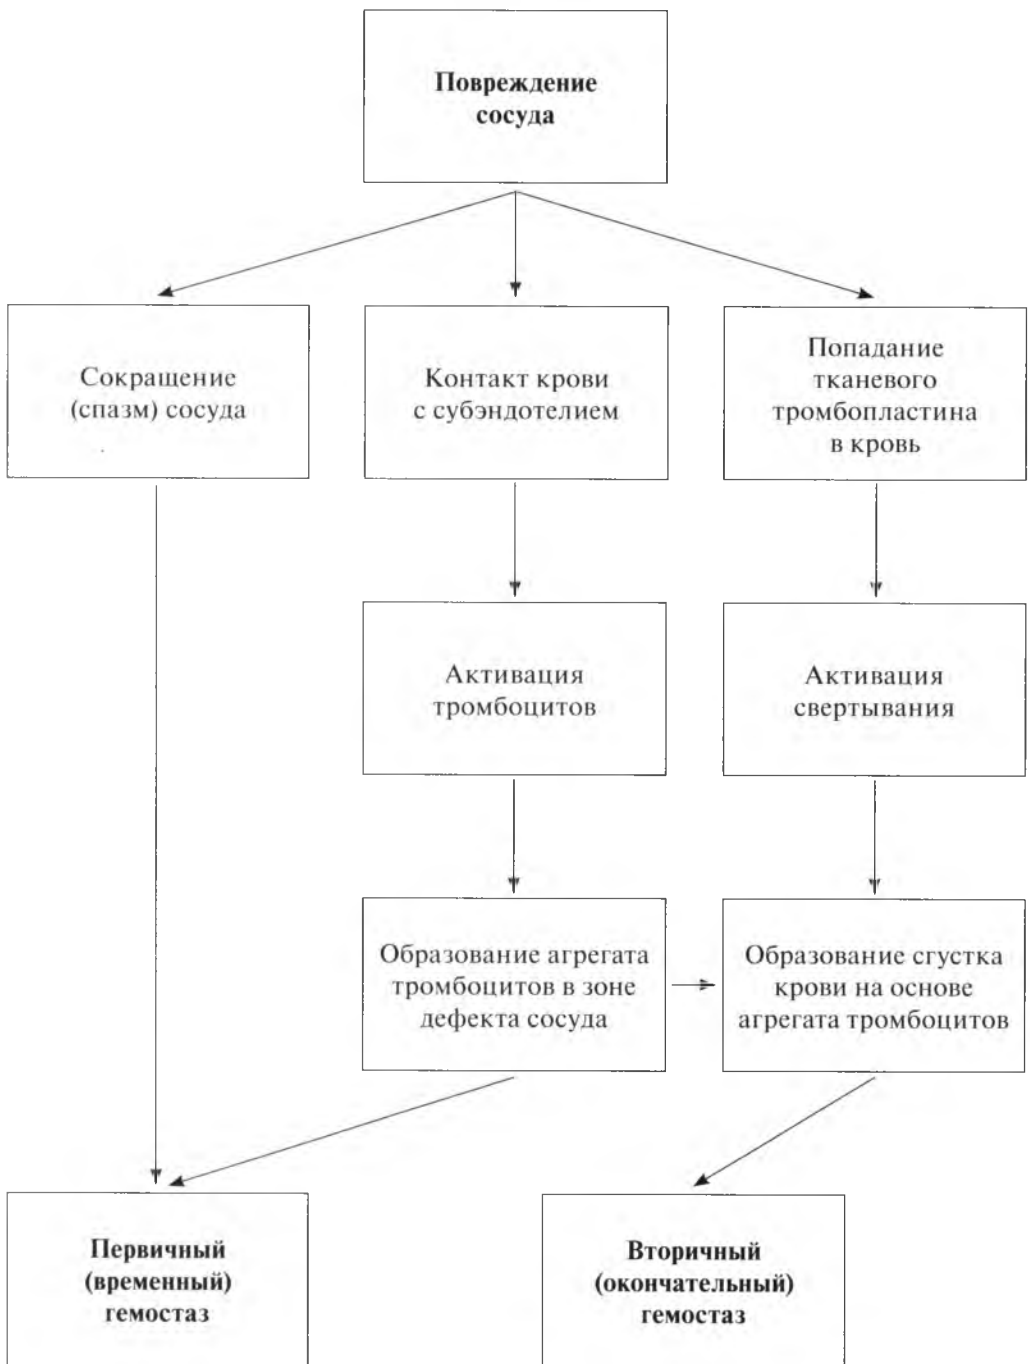 Повреждение
сосуда
Сокращение
(спазм) сосуда
Контакт крови
с субэндотелием
Попадание
тканевого
тромбопластина
в кровь
Активация
тромбоцитов
Активация
свертывания
Образование агрегата
тромбоцитов в зоне
дефекта сосуда
Образование сгустка
крови на основе
агрегата тромбоцитов
Первичный
(временный)
гемостаз
Вторичный
(окончательный)
гемостаз